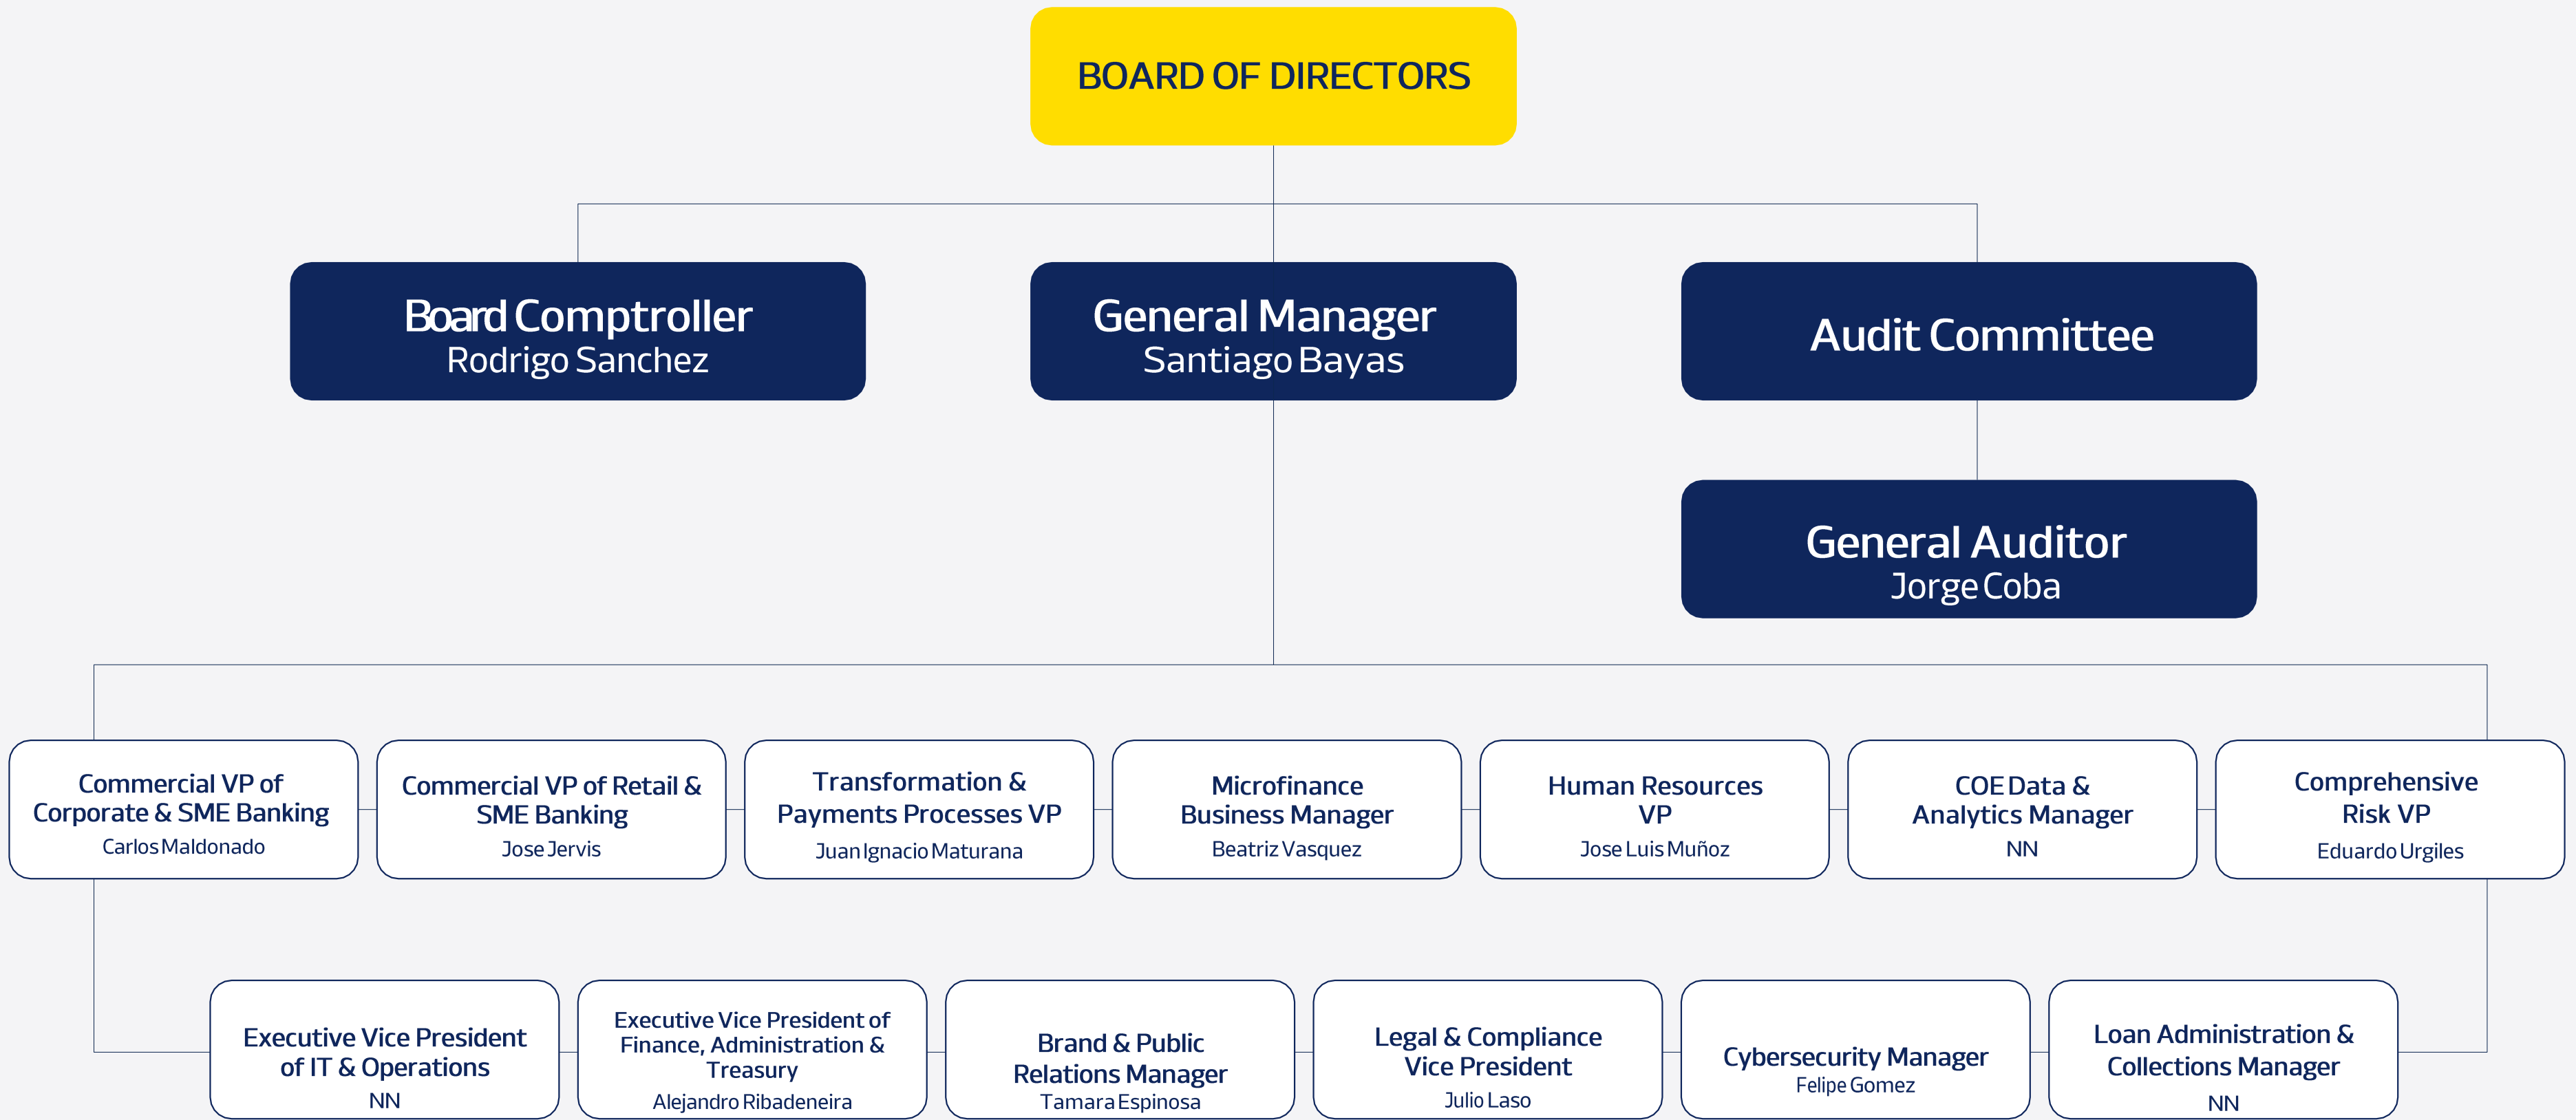 BOARD OF DIRECTORS
Board Comptroller
Rodrigo Sanchez
General Manager
Santiago Bayas
Audit Committee
General Auditor
Jorge Coba
Commercial VP of
Corporate & SME Banking
Carlos Maldonado
Commercial VP of Retail &
SME Banking
Jose Jervis
Transformation &
Payments Processes VP
Juan Ignacio Maturana
Microfinance
Business Manager
Beatriz Vasquez
Human Resources
VP
Jose Luis Muñoz
COE Data &
Analytics Manager
NN
Comprehensive
Risk VP
Eduardo Urgiles
Executive Vice President
of IT & Operations
NN
Executive Vice President of
Finance, Administration &
Treasury
Alejandro Ribadeneira
Brand & Public
Relations Manager
Tamara Espinosa
Legal & Compliance
Vice President
Julio Laso
Cybersecurity Manager
Felipe Gomez
Loan Administration &
Collections Manager
NN